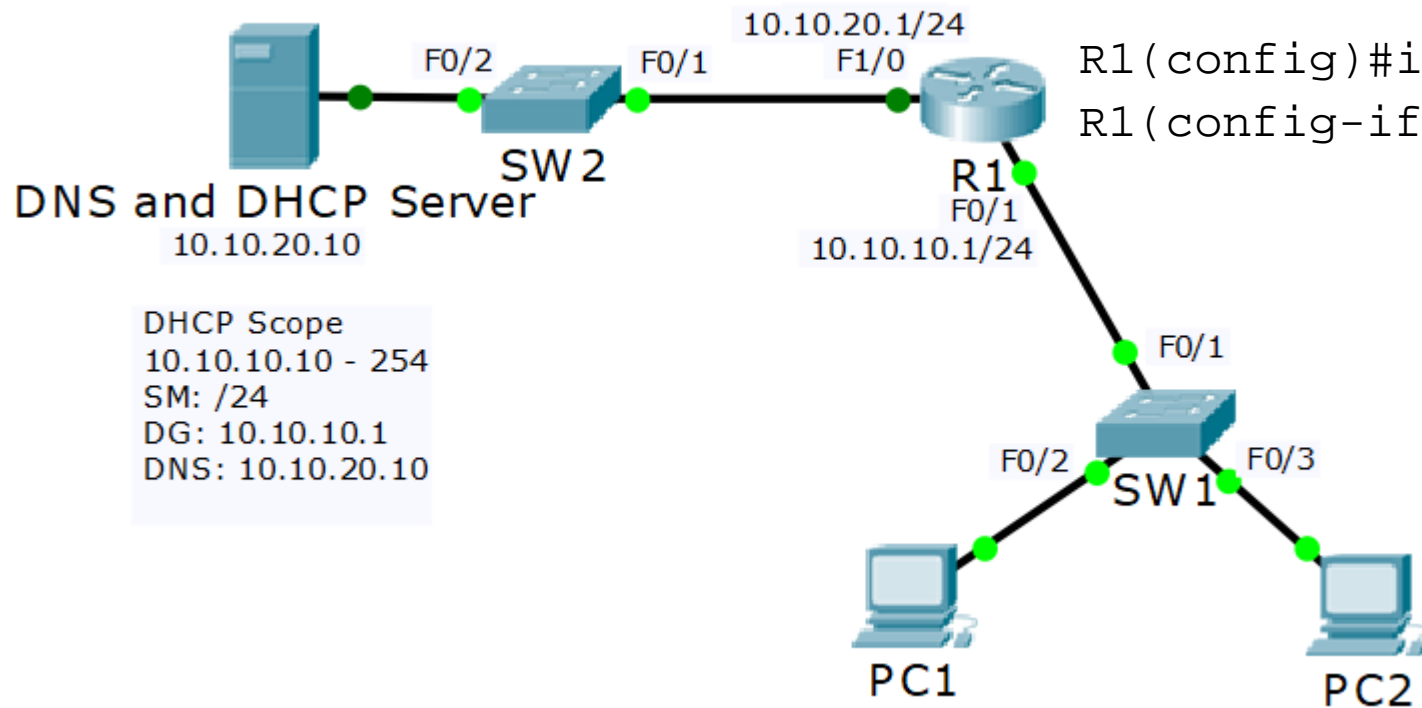 10.10.20.1/24
F0/2
F0/1
F1/0
R1(config)#i
R1(config-if
SW2
R1
DNS and DHCP Server
F0/1
10.10.20.10
10.10.10.1/24
DHCP Scope
10.10.10.10 - 254
SM: /24
DG: 10.10.10.1
DNS: 10.10.20.10
F0/1
F0/2
F0/3
SW1
PC1
PC2